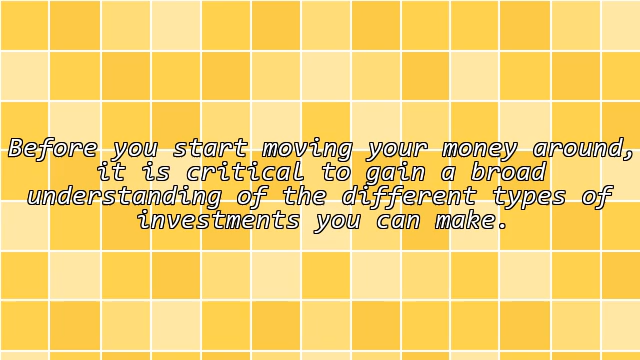 Before you start moving your money around,
it is critical to gain a broad
understanding of the different types of
investments you can make.